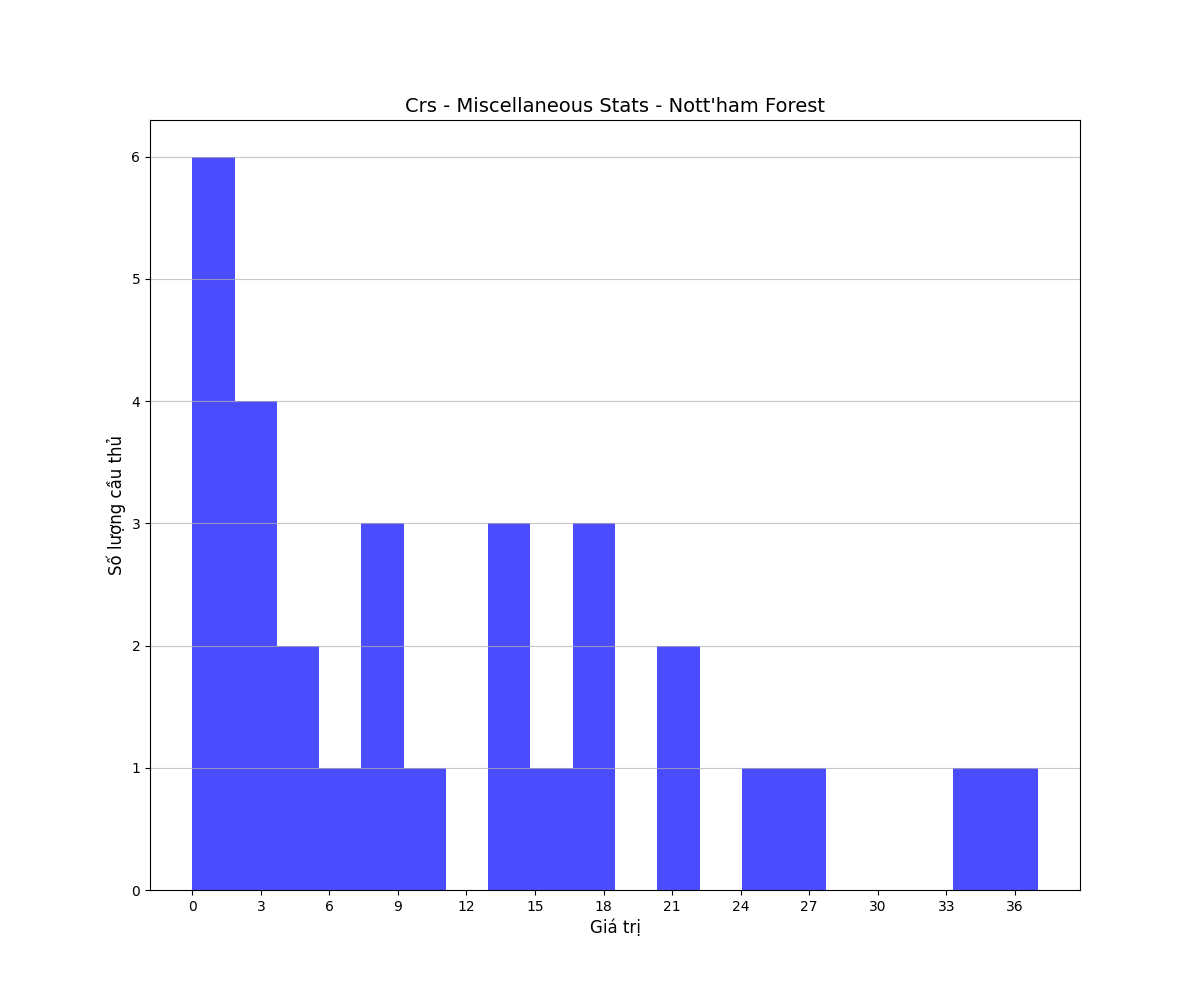 Crs - Miscellaneous Stats - Nott'ham Forest
6
5
4
3
2
1
0
Số lượng cầu thủ
0 3 6 9 12 15 18 21 24 27 30 33 36
Giá trị